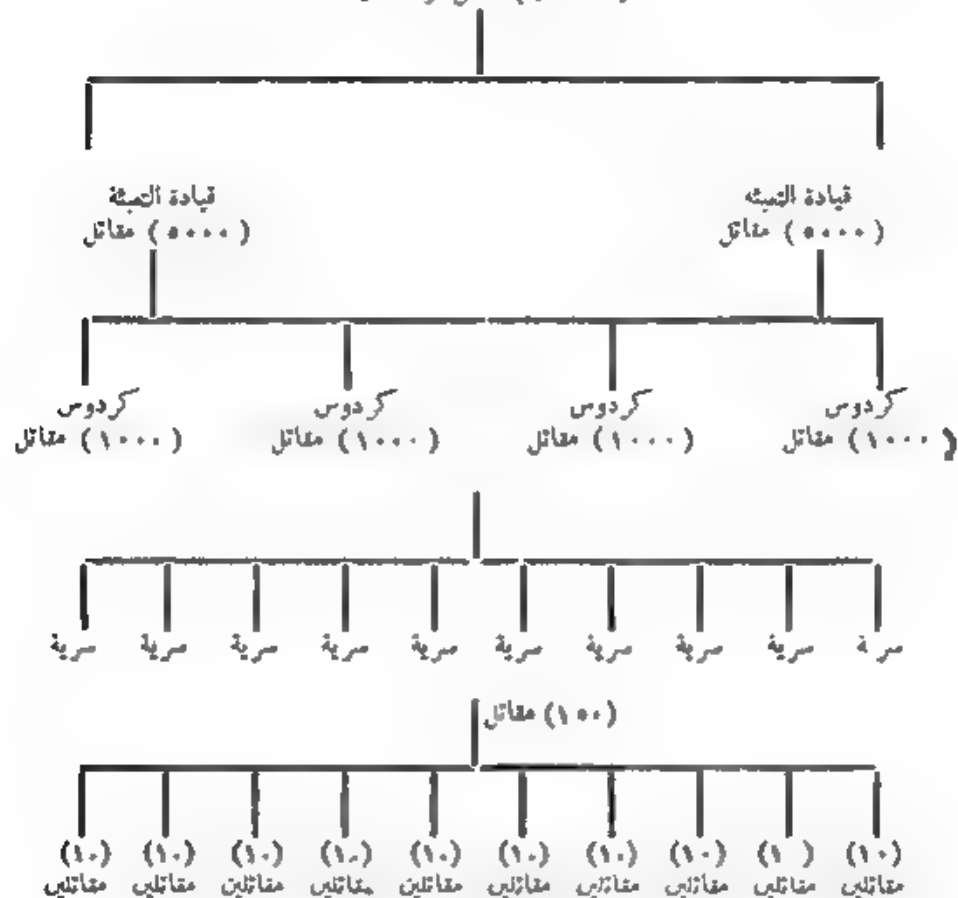 قيادة التعبئه
(٥٠٠٠) مقاتل
قيادة التعبئة
(٥٠٠٠) مقاتل
كردوس
(١٠٠٠) مقاتل
كردوس
(١٠٠٠) مقاتل
كردوس
(١٠٠٠) مقاتل
كردوس
(١٠٠٠) مقاتل
سرية سرية سرية سرية سرية سرية سرية سرية سرية
(١٠٠) مقاتل
(١٠) (١٠) (١٠) (١٠) (١٠) (١٠) (١٠) (١٠) (١٠)
مقاتلين مقاتلين مقاتلين مقاتلين مقاتلين مقاتلين مقاتلين مقاتلين مقاتلين مقاتلين